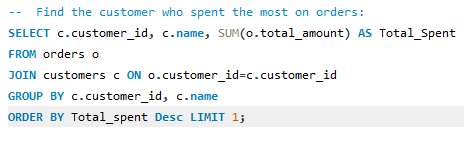 -- Find the customer who spent the most on orders:
SELECT c.customer_id, c.name, SUM(o.total_amount) AS Total_Spent
FROM orders o
JOIN customers c ON o.customer_id=c.customer_id
GROUP BY c.customer_id, c.name
ORDER BY Total_spent Desc LIMIT 1;